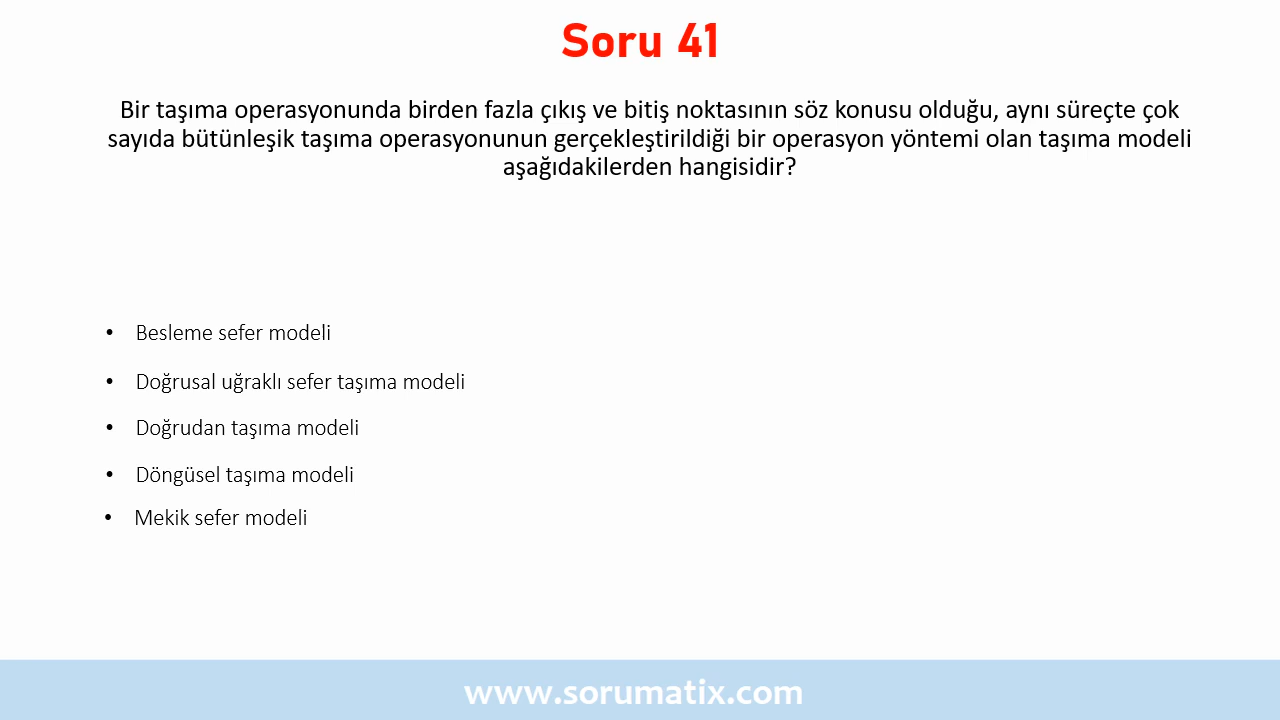 Soru 41
Bir taşıma operasyonunda birden fazla çıkış ve bitiş noktasının söz konusu olduğu, aynı süreçte çok
sayıda bütünleşik taşıma operasyonunun gerçekleştirildiği bir operasyon yöntemi olan taşıma modeli
aşağıdakilerden hangisidir?
• Besleme sefer modeli
• Doğrusal uğraklı sefer taşıma modeli
• Doğrudan taşıma modeli
• Döngüsel taşıma modeli
• Mekik sefer modeli
www.sorumatix.com